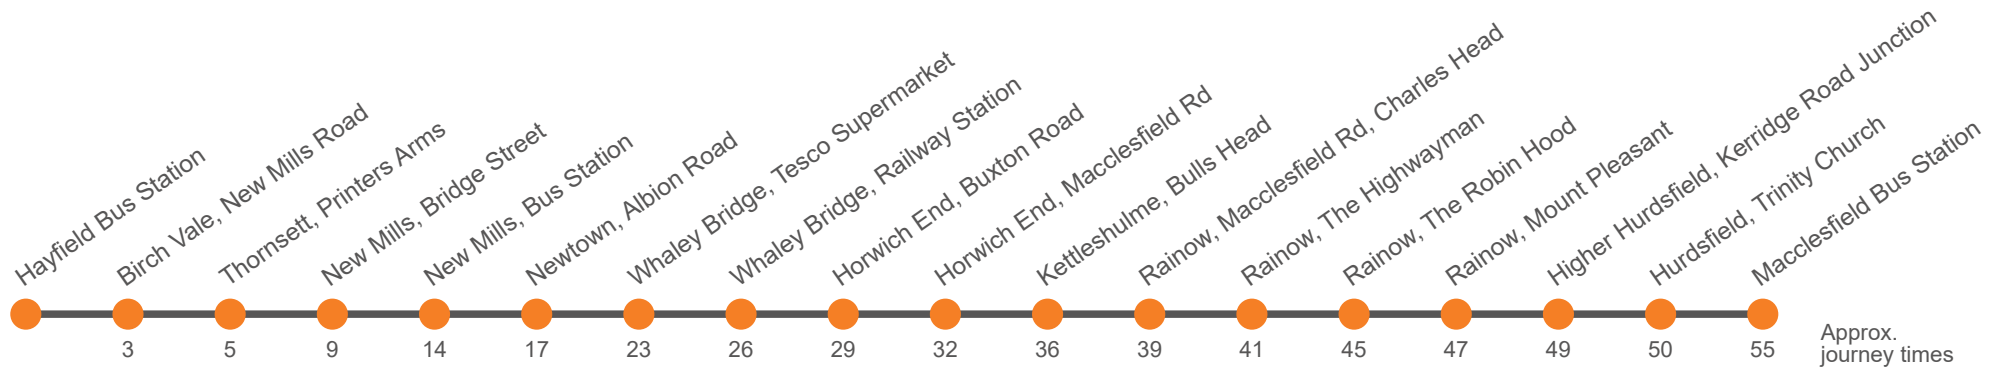 Hayfield Bus Station
Birch Vale, New Mills Road
Thornsett, Printers Arms
New Mills, Bridge Street
New Mills, Bus Station
Newtown, Albion Road
Whaley Bridge, Tesco Supermarket
Whaley Bridge, Railway Station
Horwich End, Buxton Road
Horwich End, Macclesfield Rd
Kettleshulme, Bulls Head
Rainow, Macclesfield Rd, Charles Head
Rainow, The Highwayman
Rainow, The Robin Hood
Rainow, Mount Pleasant
Higher Hurdsfield, Kerridge Road Junction
Hurdsfield, Trinity Church
Macclesfield Bus Station
3 5 9 14 17 23 26 29 32 36 39 41 45 47 49 50 55
Approx.
journey times